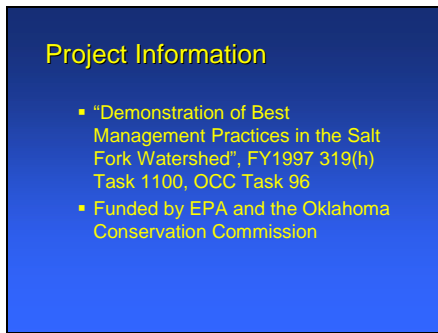 Project Information
▪ “Demonstration of Best
Management Practices in the Salt
Fork Watershed”, FY1997 319(h)
Task 1100, OCC Task 96
▪ Funded by EPA and the Oklahoma
Conservation Commission